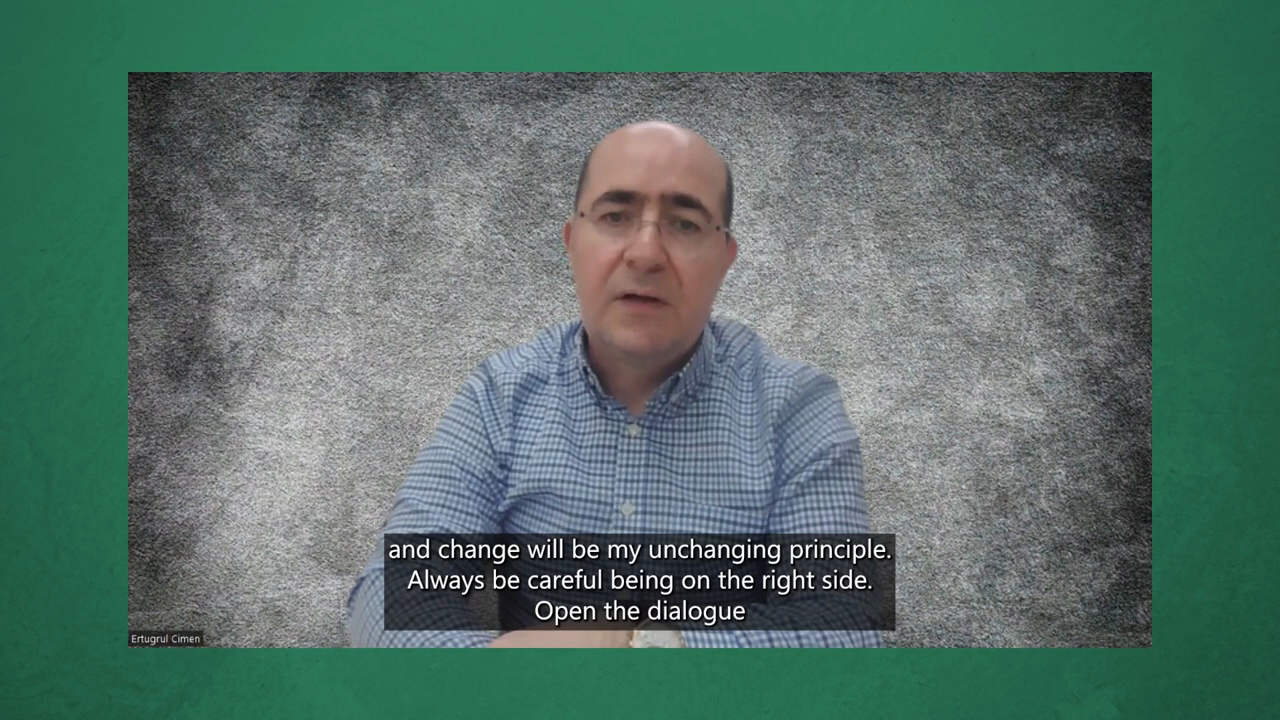 and change will be my unchanging principle.
Always be careful being on the right side.
Open the dialogue
Ertugrul Cimen